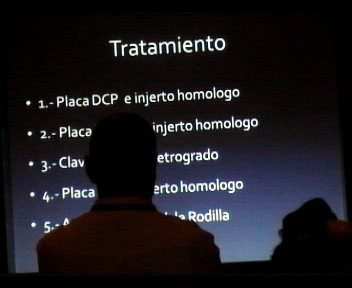 Tratamiento
• 1.- Placa DCP e injerto homologo
• 2.- Placa injerto homologo
• 3.- Clav etrogrado
• 4.- Placa erto homologo
• 5.- Rodilla